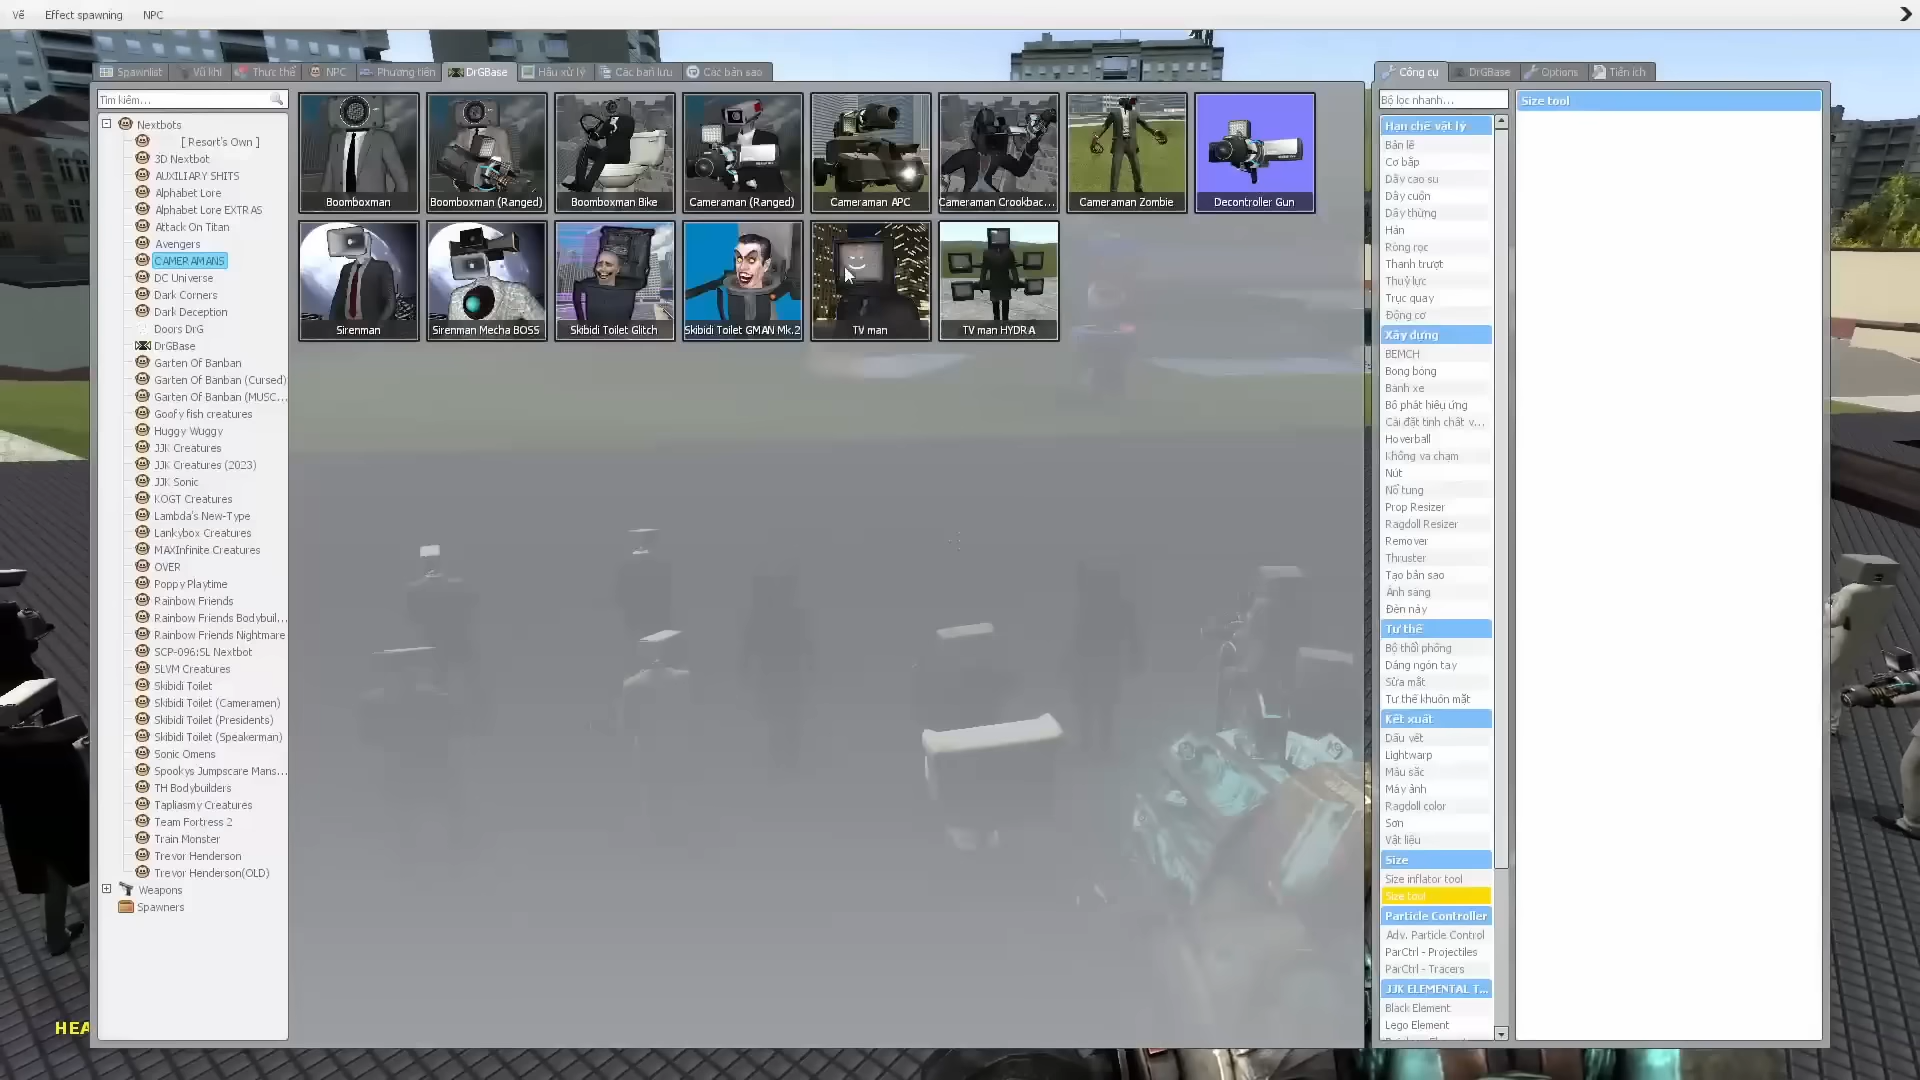 Vẽ Effect spawning NPC
Spawnlist Vũ khí Thực thể NPC Phương tiện DrGBase Hậu xử lý Các bản lưu Các bản sao
Công cụ DrGBase Options Tiện ích
Tìm kiếm...
Nextbots
[ Resort's Own ]
3D Nextbot
AUXILIARY SHITS
Alphabet Lore
Alphabet Lore EXTRAS
Attack On Titan
Avengers
CAMERAMANS
DC Universe
Dark Corners
Dark Deception
Doors DrG
DrGBase
Garten Of Banban
Garten Of Banban (Cursed)
Garten Of Banban (MUSC...
Goofy fish creatures
Huggy Wuggy
JJK Creatures
JJK Creatures (2023)
JJK Sonic
KOGT Creatures
Lambda's New-Type
Lankybox Creatures
MAXInfinite Creatures
OVER
Poppy Playtime
Rainbow Friends
Rainbow Friends Bodybuil...
Rainbow Friends Nightmare
SCP-096:SL Nextbot
SLVM Creatures
Skibidi Toilet
Skibidi Toilet (Cameramen)
Skibidi Toilet (Presidents)
Skibidi Toilet (Speakerman)
Sonic Omens
Spookys Jumpscare Mans...
TH Bodybuilders
Tapliasmy Creatures
Team Fortress 2
Train Monster
Trevor Henderson
Trevor Henderson(OLD)
Weapons
Spawners
Boomboxman
Boomboxman (Ranged)
Boomboxman Bike
Cameraman (Ranged)
Cameraman APC
Cameraman Crookbac...
Cameraman Zombie
Decontroller Gun
Sirenman
Sirenman Mecha BOSS
Skibidi Toilet Glitch
Skibidi Toilet GMAN Mk.2
TV man
TV man HYDRA
Bộ lọc nhanh...
Hạn chế vật lý
Bản lề
Cơ bắp
Dây cao su
Dây cuộn
Dây thừng
Hàn
Ròng rọc
Thanh trượt
Thuỷ lực
Trục quay
Động cơ
Xây dựng
BEMCH
Bong bóng
Bánh xe
Bộ phát hiệu ứng
Cài đặt tính chất v...
Hoverball
Không va chạm
Nút
Nổ tung
Prop Resizer
Ragdoll Resizer
Remover
Thruster
Tạo bản sao
Ánh sáng
Đèn này
Tư thế
Bộ thổi phồng
Dáng ngón tay
Sửa mắt
Tư thế khuôn mặt
Kết xuất
Dấu vết
Lightwarp
Màu sắc
Máy ảnh
Ragdoll color
Sơn
Vật liệu
Size
Size inflator tool
Size tool
Particle Controller
Adv. Particle Control
ParCtrl - Projectiles
ParCtrl - Tracers
JJK ELEMENTAL T...
Black Element
Lego Element
Size tool
HEA